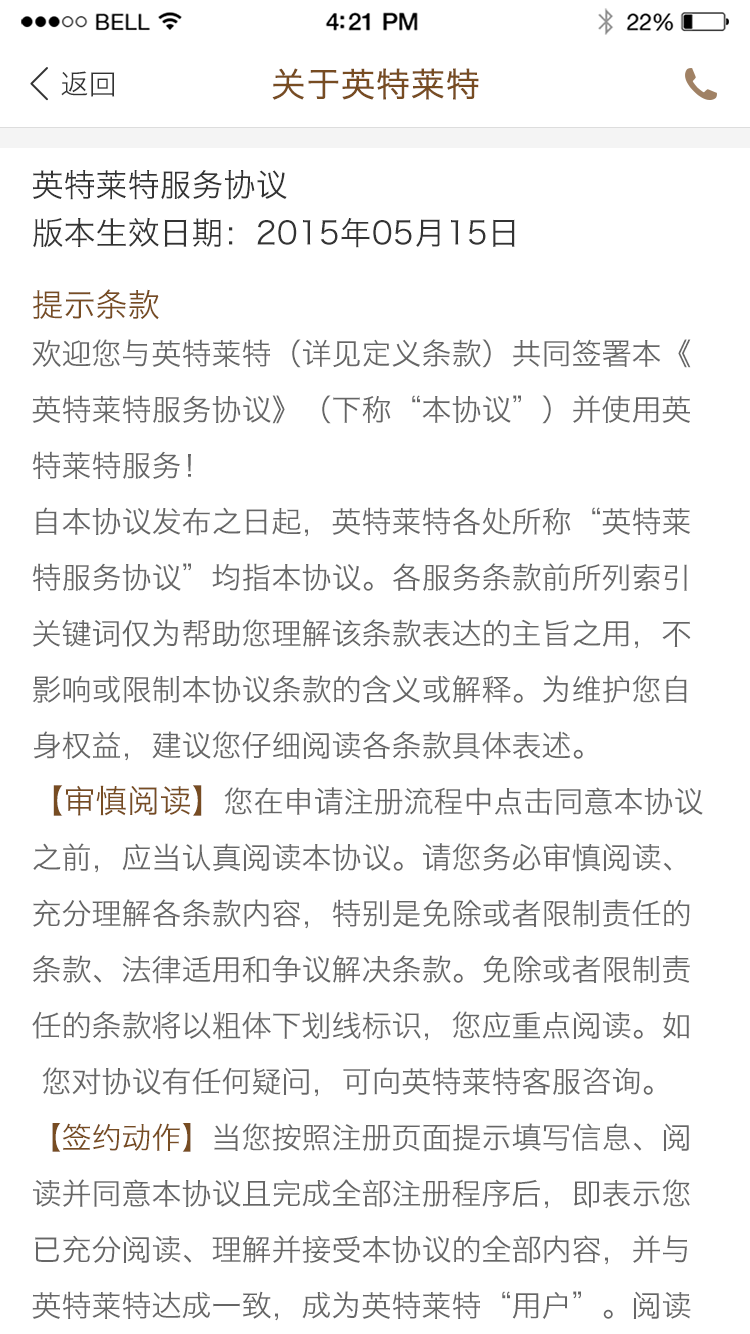 BELL 4:21 PM 22%
返回 关于英特莱特
英特莱特服务协议
版本生效日期：2015年05月15日
提示条款
欢迎您与英特莱特（详见定义条款）共同签署本《
英特莱特服务协议》（下称“本协议”）并使用英
特莱特服务！
自本协议发布之日起，英特莱特各处所称“英特莱
特服务协议”均指本协议。各服务条款前所列索引
关键词仅为帮助您理解该条款表达的主旨之用，不
影响或限制本协议条款的含义或解释。为维护您自
身权益，建议您仔细阅读各条款具体表述。
【审慎阅读】您在申请注册流程中点击同意本协议
之前，应当认真阅读本协议。请您务必审慎阅读、
充分理解各条款内容，特别是免除或者限制责任的
条款、法律适用和争议解决条款。免除或者限制责
任的条款将以粗体下划线标识，您应重点阅读。如
您对协议有任何疑问，可向英特莱特客服咨询。
【签约动作】当您按照注册页面提示填写信息、阅
读并同意本协议且完成全部注册程序后，即表示您
已充分阅读、理解并接受本协议的全部内容，并与
英特莱特达成一致，成为英特莱特“用户”。阅读